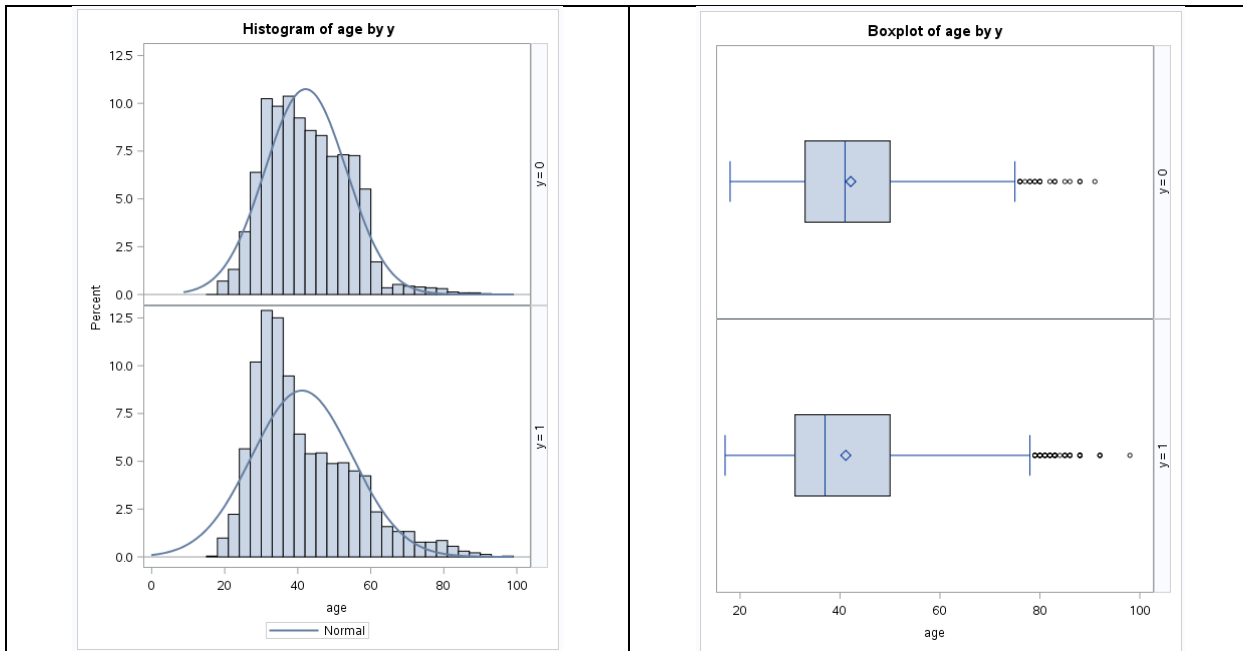 Histogram of age by y
12.5
10.0
7.5
5.0
2.5
0.0
y = 0
Percent
12.5
10.0
7.5
5.0
2.5
0.0
y = 1
0 20 40 60 80 100
age
Normal
Boxplot of age by y
y = 0
y = 1
20 40 60 80 100
age